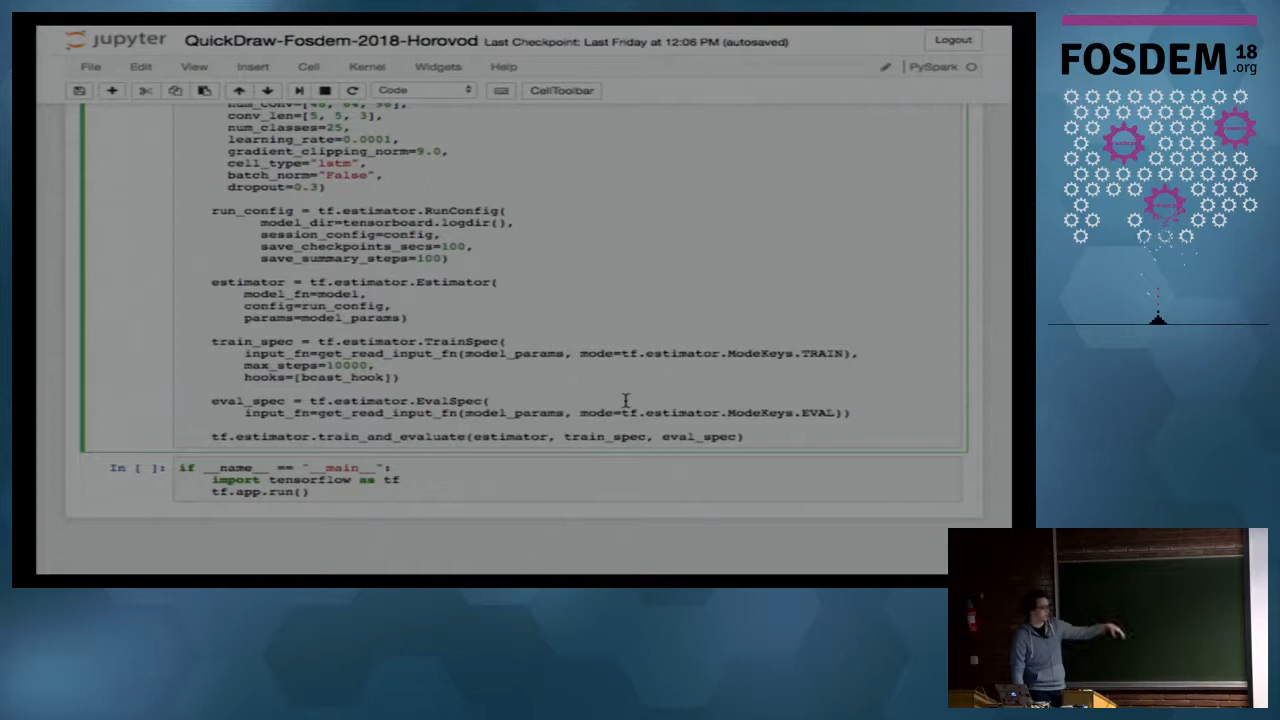 jupyter QuickDraw-Fosdem-2018-Horovod Last Checkpoint: Last Friday at 12:06 PM (autosaved)
Logout
File Edit View Insert Cell Kernel Widgets Help
PySpark
Code
CellToolbar
conv_len=[5, 5, 3],
num_classes=25,
learning_rate=0.0001,
gradient_clipping_norm=9.0,
cell_type="lstm",
batch_norm="False",
dropout=0.3)
run_config = tf.estimator.RunConfig(
model_dir=tensorboard.logdir(),
session_config=config,
save_checkpoints_secs=100,
save_summary_steps=100)
estimator = tf.estimator.Estimator(
model_fn=model,
config=run_config,
params=model_params)
train_spec = tf.estimator.TrainSpec(
input_fn=get_read_input_fn(model_params, mode=tf.estimator.ModeKeys.TRAIN),
max_steps=10000,
hooks=[bcast_hook])
eval_spec = tf.estimator.EvalSpec(
input_fn=get_read_input_fn(model_params, mode=tf.estimator.ModeKeys.EVAL))
tf.estimator.train_and_evaluate(estimator, train_spec, eval_spec)
In [ ]: if __name__ == "__main__":
import tensorflow as tf
tf.app.run()
FOSDEM 18
.org